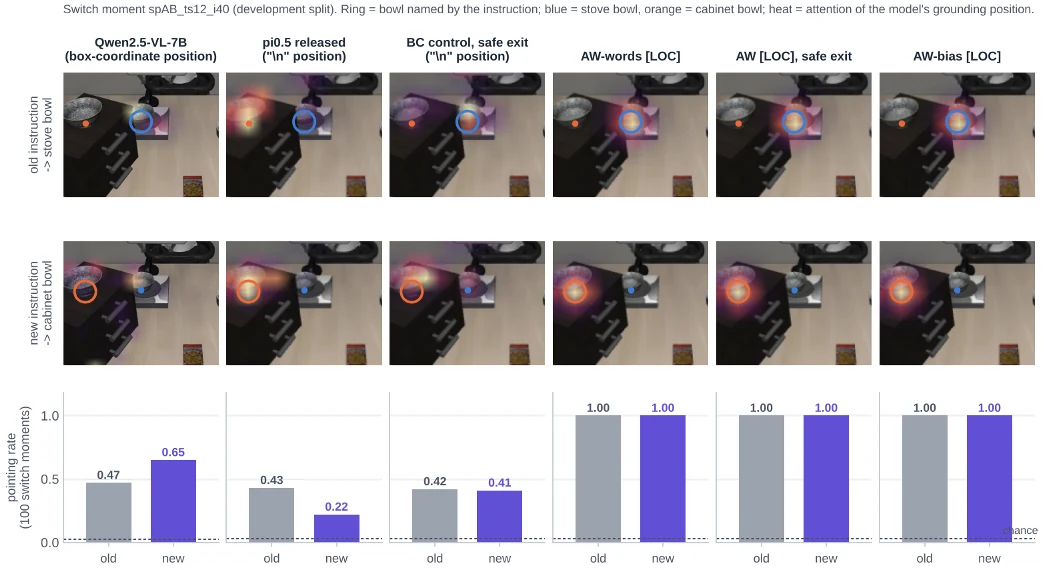 Switch moment spAB_ts12_i40 (development split). Ring = bowl named by the instruction; blue = stove bowl, orange = cabinet bowl; heat = attention of the model's grounding position.
Qwen2.5-VL-7B
(box-coordinate position)
pi0.5 released
("\n" position)
BC control, safe exit
("\n" position)
AW-words [LOC]
AW [LOC], safe exit
AW-bias [LOC]
old instruction
-> stove bowl
new instruction
-> cabinet bowl
pointing rate
(100 switch moments)
1.0
0.5
0.0
0.47
0.65
0.43
0.22
0.42
0.41
1.00
1.00
1.00
1.00
1.00
1.00
chance
old
new
old
new
old
new
old
new
old
new
old
new